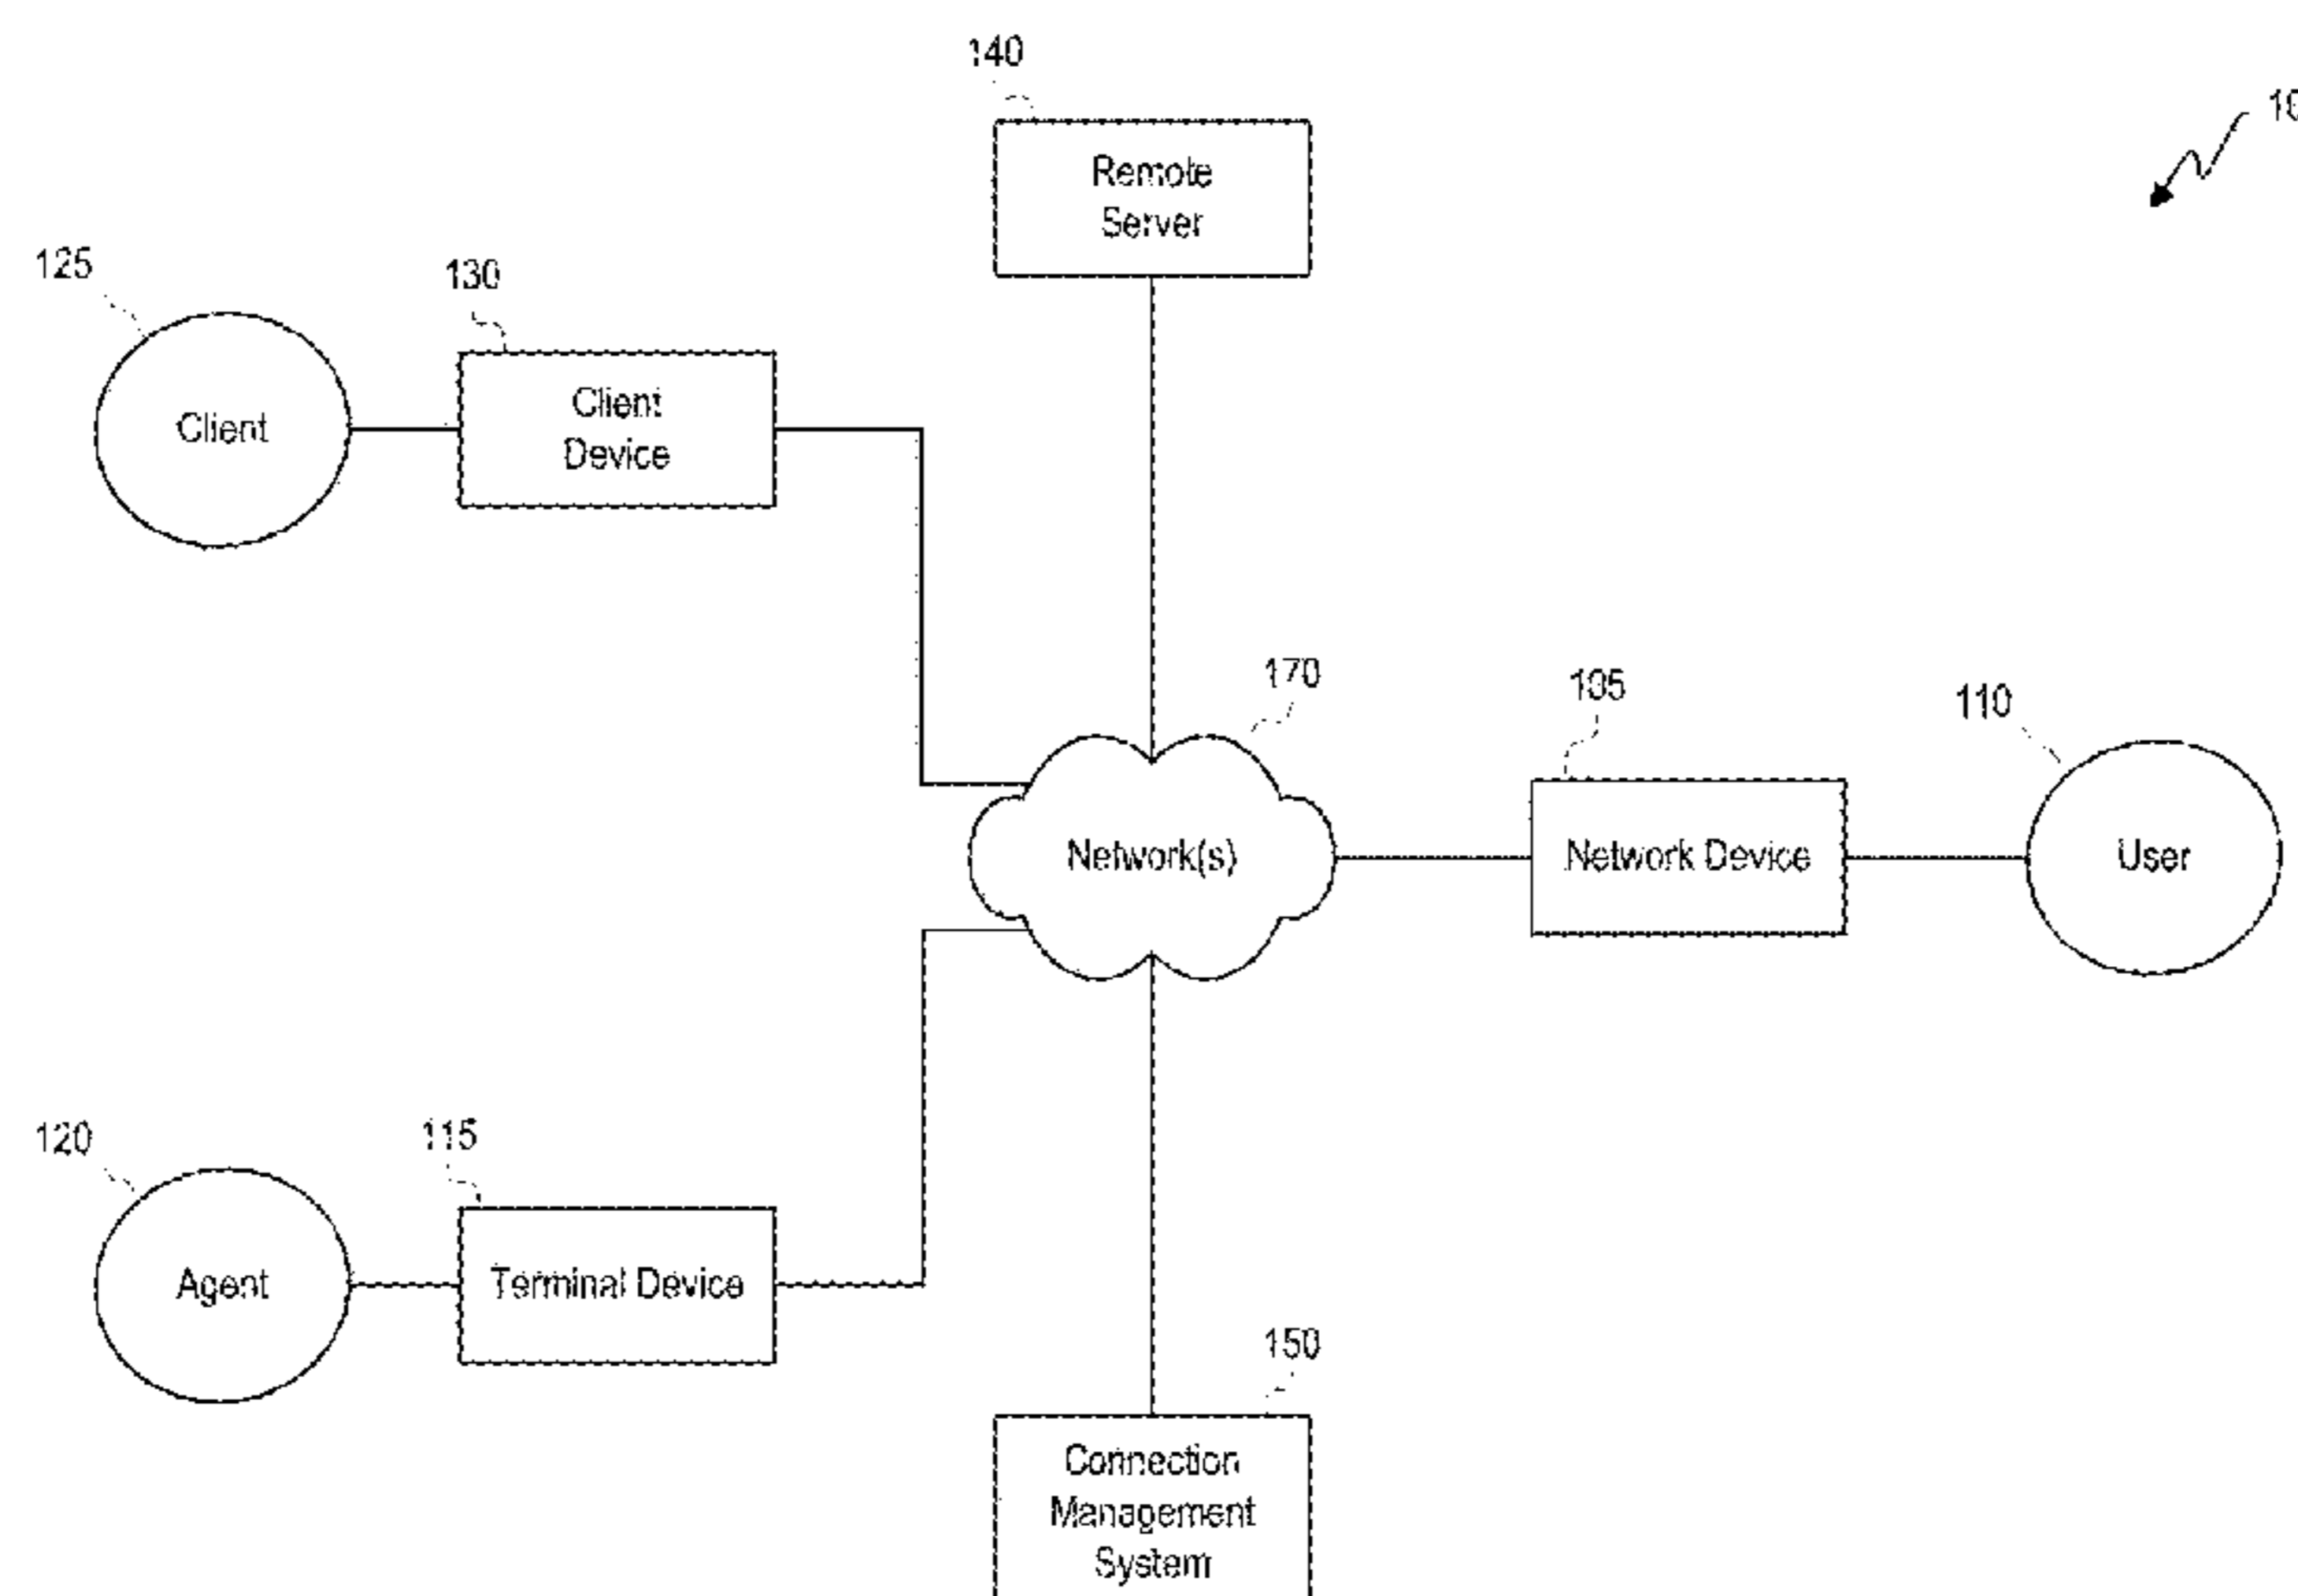 140
10
Remote
Server
125
130
Client
Client
Device
170
105
110
Network(s)
Network Device
User
120
115
Agent
Terminal Device
150
Connection
Management
System